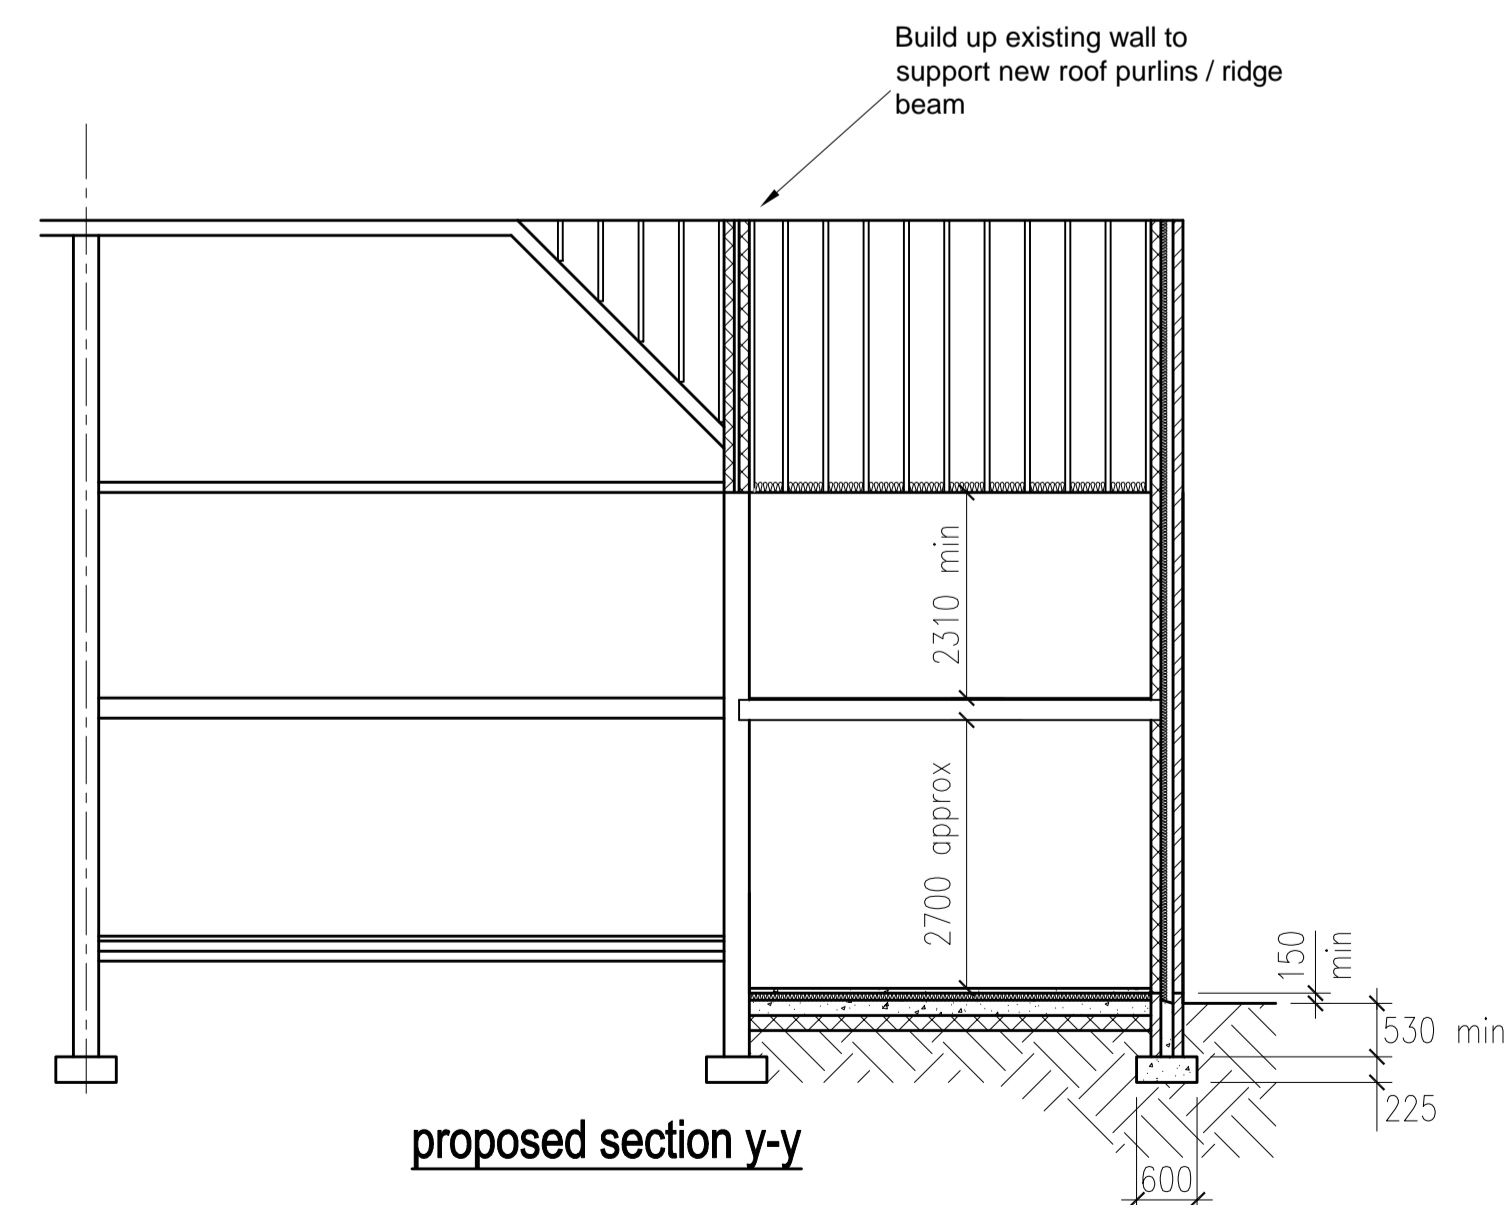 Build up existing wall to
support new roof purlins / ridge
beam
2310 min
2700 approx
150
min
530 min
225
600
proposed section y-y